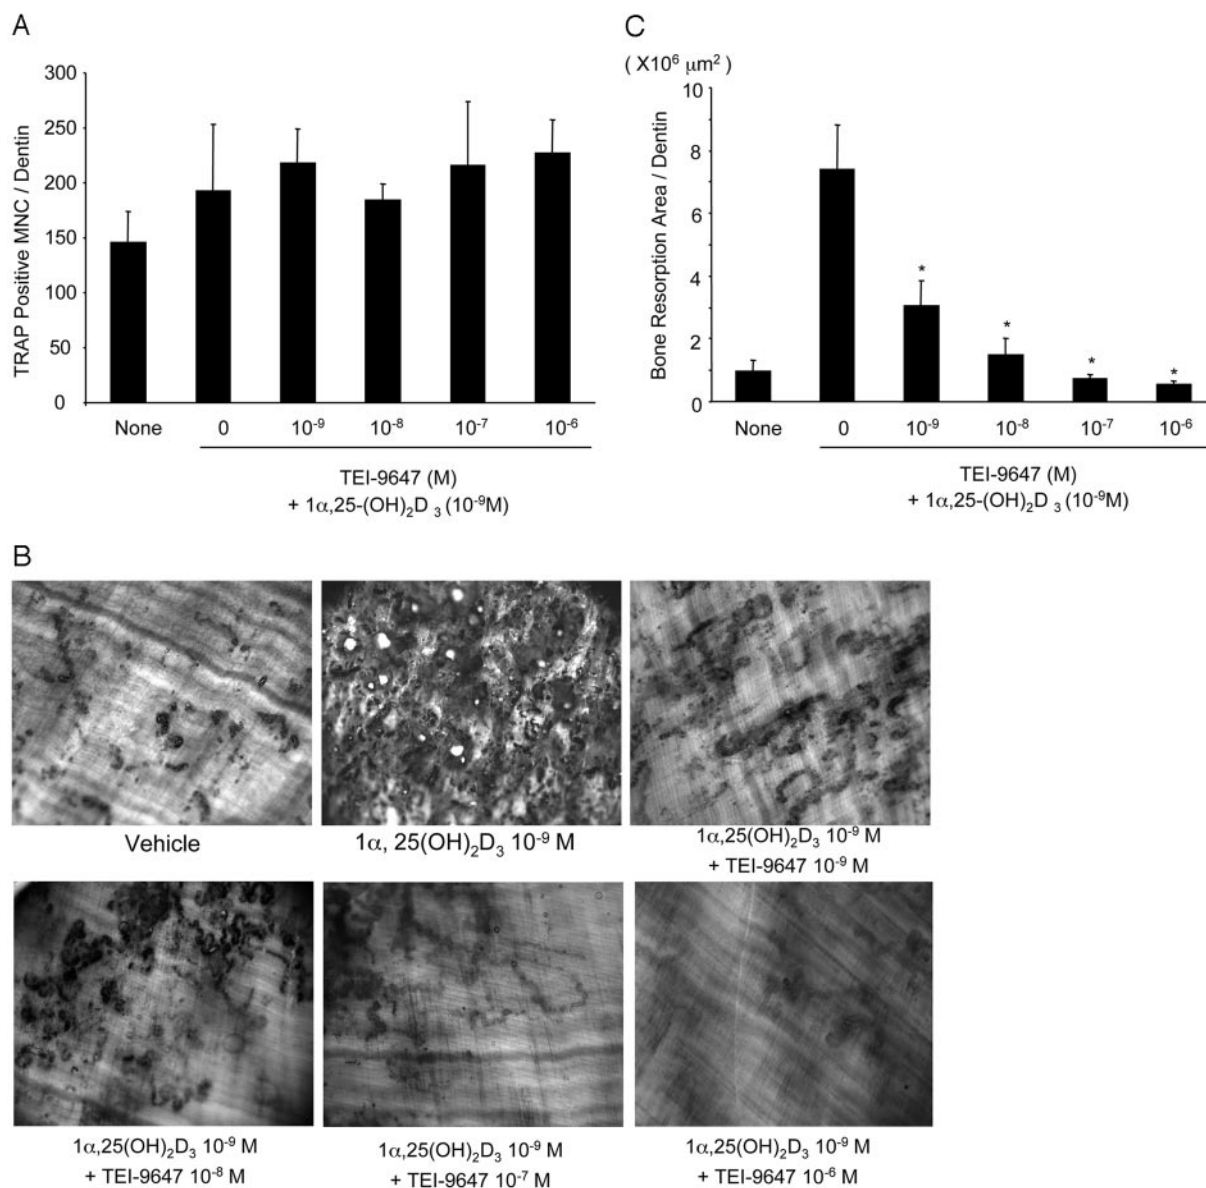 A
300
250
200
150
100
50
0
TRAP Positive MNC / Dentin
None 0 10⁻⁹ 10⁻⁸ 10⁻⁷ 10⁻⁶
TEI-9647 (M)
+ 1α,25-(OH)₂D ₃ (10⁻⁹M)
C
( X10⁶ μm² )
10
8
6
4
2
0
Bone Resorption Area / Dentin
*
*
*
*
None 0 10⁻⁹ 10⁻⁸ 10⁻⁷ 10⁻⁶
TEI-9647 (M)
+ 1α,25-(OH)₂D ₃ (10⁻⁹M)
B
Vehicle
1α, 25(OH)₂D₃ 10⁻⁹ M
1α,25(OH)₂D₃ 10⁻⁹ M
+ TEI-9647 10⁻⁹ M
1α,25(OH)₂D₃ 10⁻⁹ M
+ TEI-9647 10⁻⁸ M
1α,25(OH)₂D₃ 10⁻⁹ M
+ TEI-9647 10⁻⁷ M
1α,25(OH)₂D₃ 10⁻⁹ M
+ TEI-9647 10⁻⁶ M